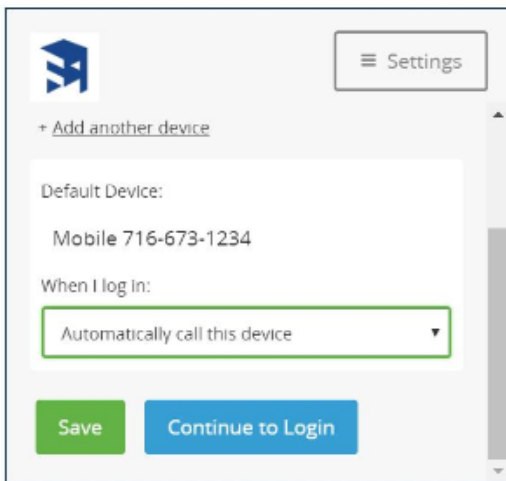 Settings
+ Add another device
Default Device:
Mobile 716-673-1234
When I log in:
Automatically call this device
Save
Continue to Login